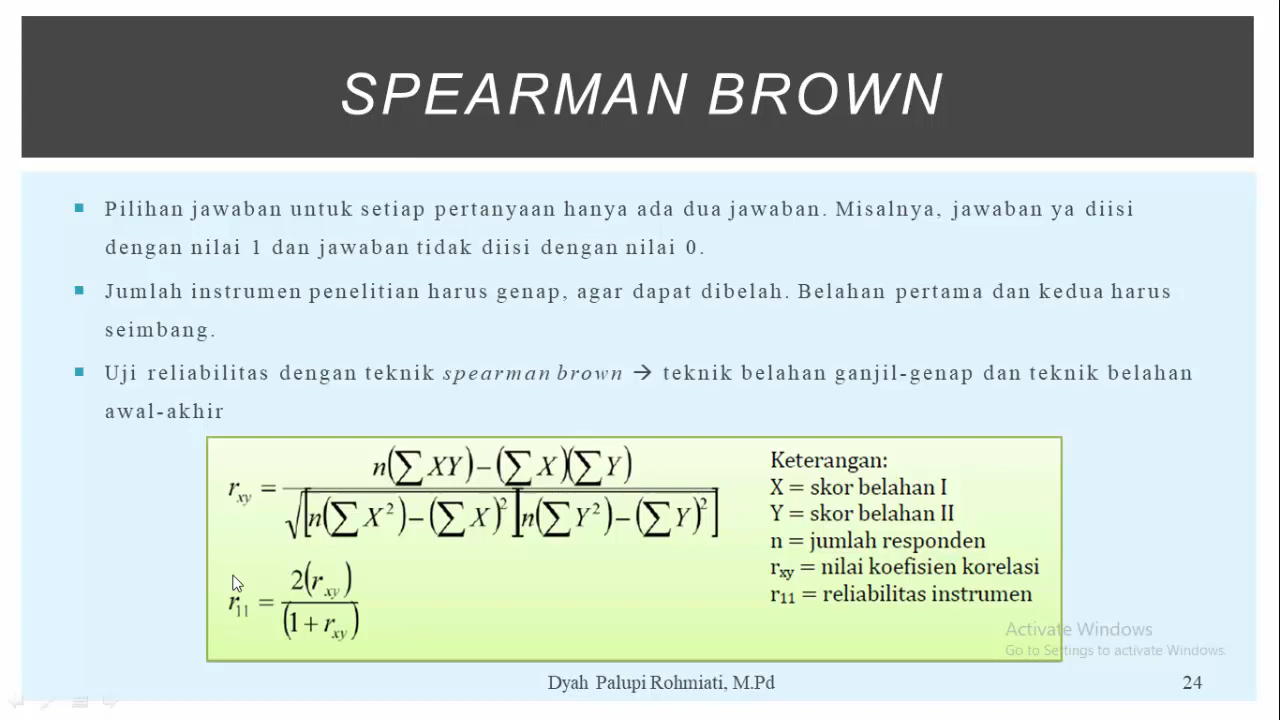 SPEARMAN BROWN
Pilihan jawaban untuk setiap pertanyaan hanya ada dua jawaban. Misalnya, jawaban ya diisi
dengan nilai 1 dan jawaban tidak diisi dengan nilai 0.
Jumlah instrumen penelitian harus genap, agar dapat dibelah. Belahan pertama dan kedua harus
seimbang.
Uji reliabilitas dengan teknik spearman brown → teknik belahan ganjil-genap dan teknik belahan
awal-akhir
r_xy = n(∑XY)−(∑X)(∑Y) / √[n(∑X²)−(∑X)²][n(∑Y²)−(∑Y)²]
r₁₁ = 2(r_xy) / (1+r_xy)
Keterangan:
X = skor belahan I
Y = skor belahan II
n = jumlah responden
r_xy = nilai koefisien korelasi
r₁₁ = reliabilitas instrumen
Activate Windows
Go to Settings to activate Windows.
Dyah Palupi Rohmiati, M.Pd
24